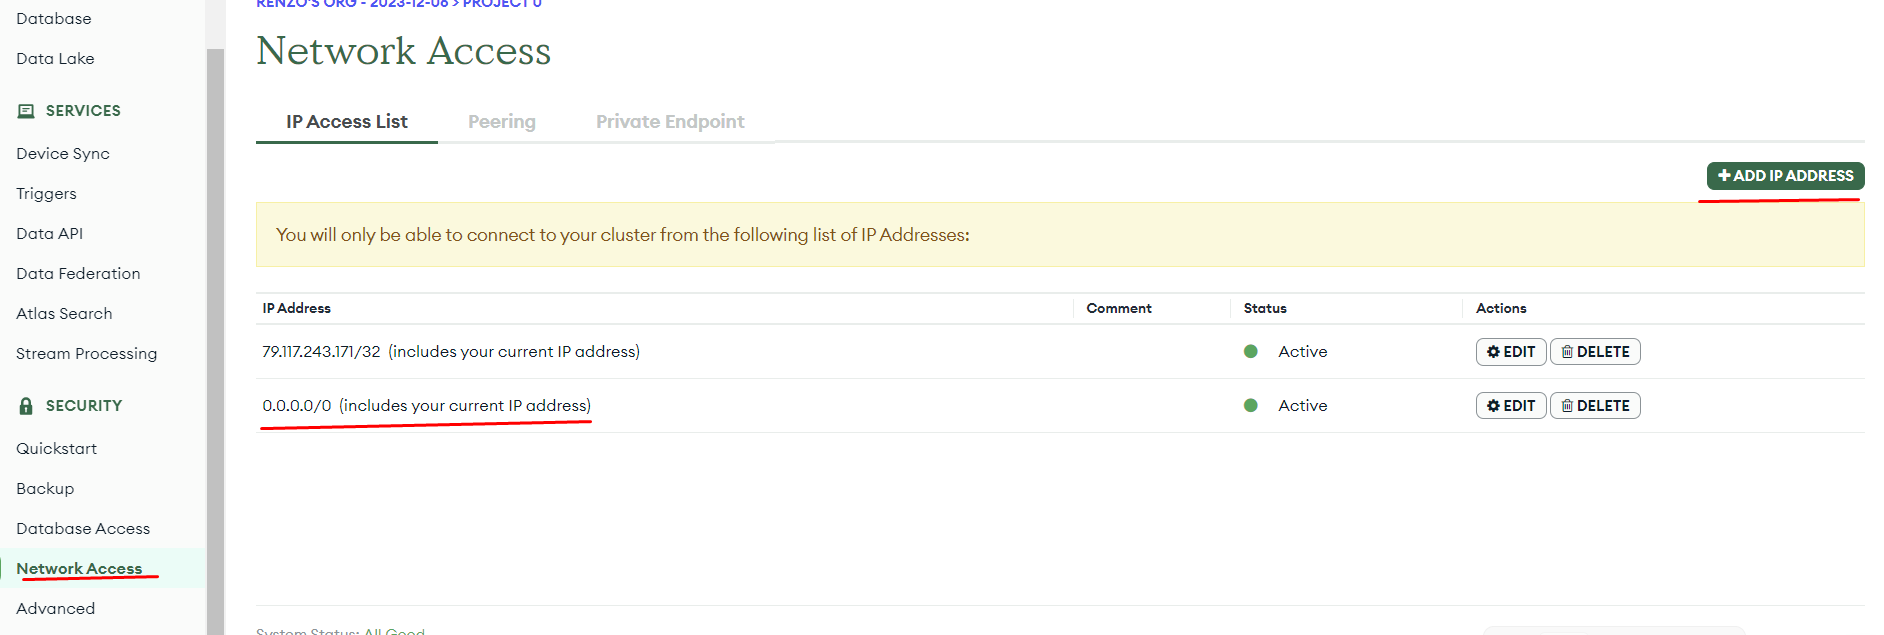 RENZO'S ORG - 2023-12-06 > PROJECT 0
Network Access
Database
Data Lake
SERVICES
Device Sync
Triggers
Data API
Data Federation
Atlas Search
Stream Processing
SECURITY
Quickstart
Backup
Database Access
Network Access
Advanced
IP Access List Peering Private Endpoint
+ ADD IP ADDRESS
You will only be able to connect to your cluster from the following list of IP Addresses:
IP Address Comment Status Actions
79.117.243.171/32 (includes your current IP address) Active EDIT DELETE
0.0.0.0/0 (includes your current IP address) Active EDIT DELETE
System Status: All Good